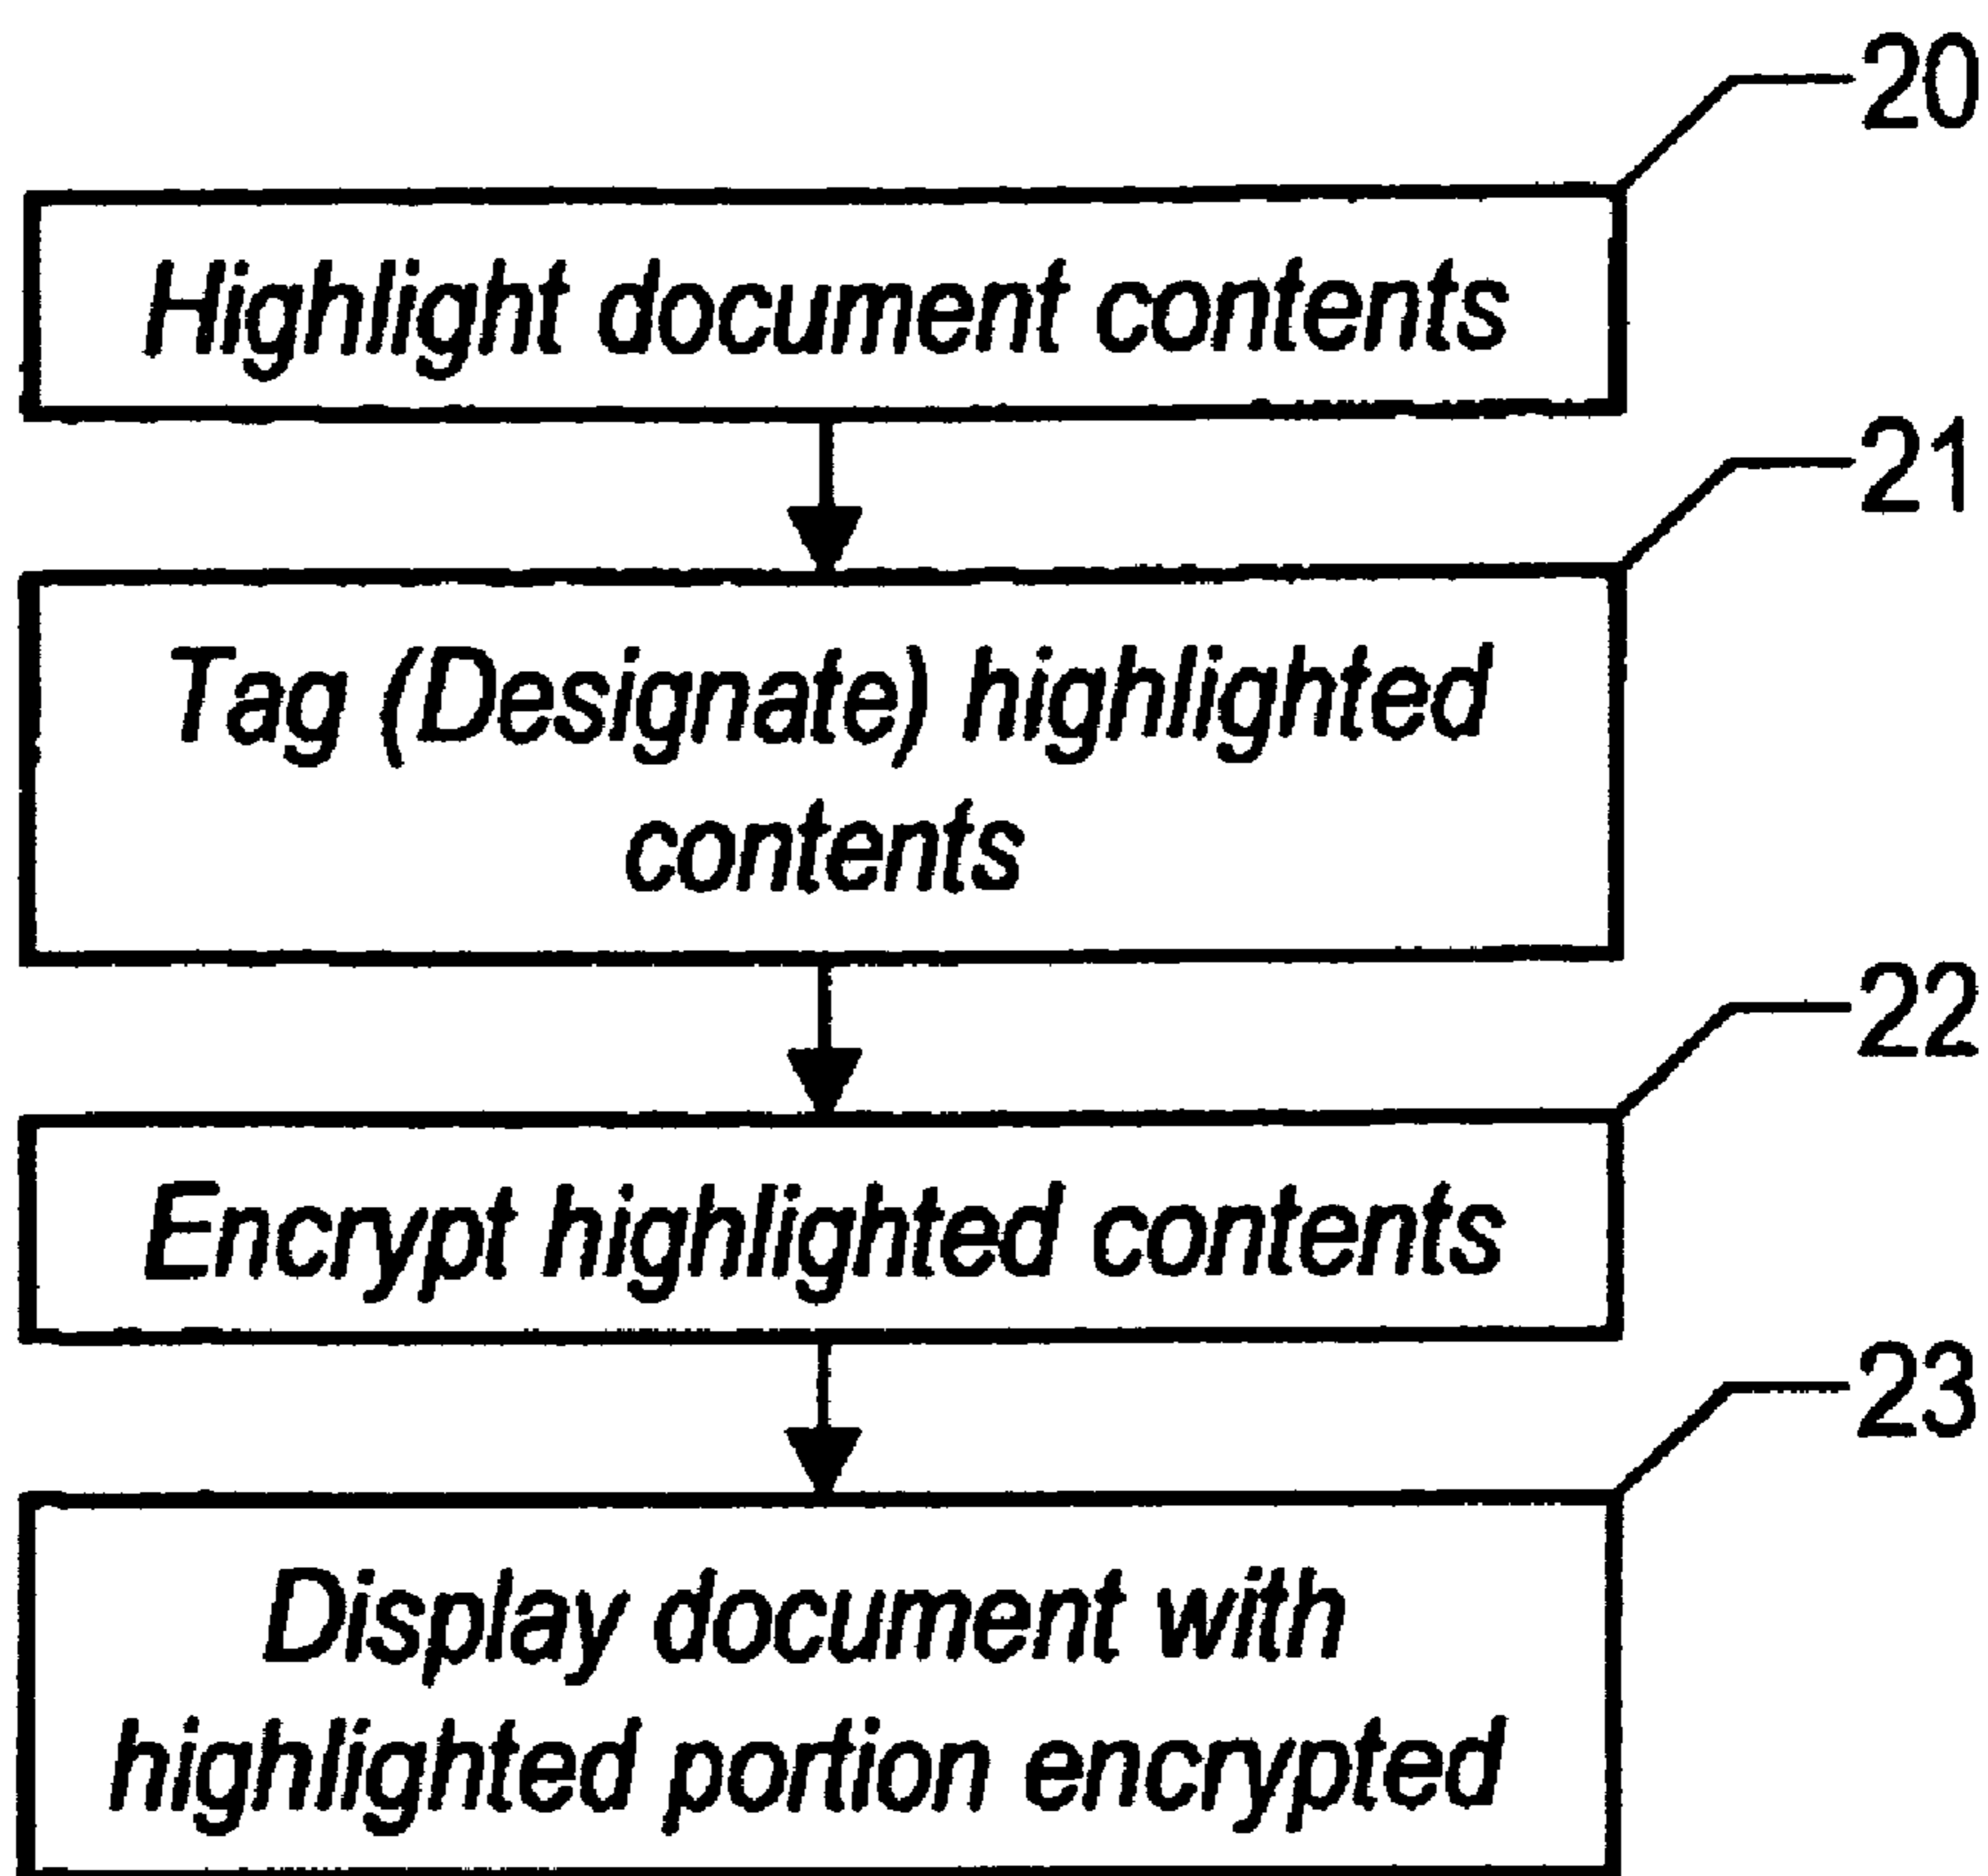 20
Highlight document contents
21
Tag (Designate) highlighted
contents
22
Encrypt highlighted contents
23
Display document with
highlighted portion encrypted